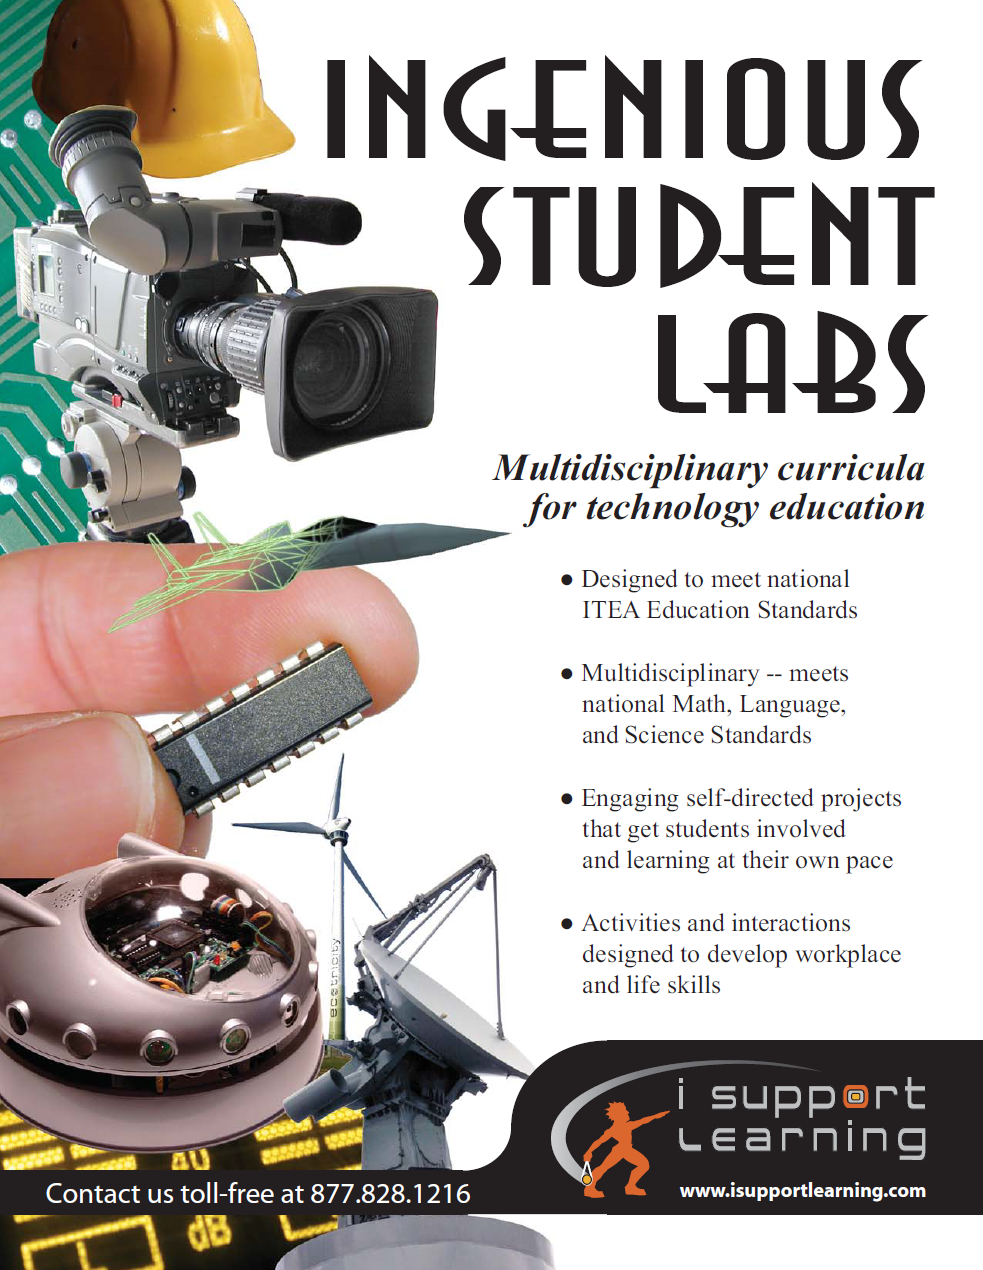 INGENIOUS
STUDENT
LABS
Multidisciplinary curricula
for technology education
● Designed to meet national
ITEA Education Standards
● Multidisciplinary -- meets
national Math, Language,
and Science Standards
● Engaging self-directed projects
that get students involved
and learning at their own pace
● Activities and interactions
designed to develop workplace
and life skills
ecotricity
40
dB
i support
Learning
www.isupportlearning.com
Contact us toll-free at 877.828.1216